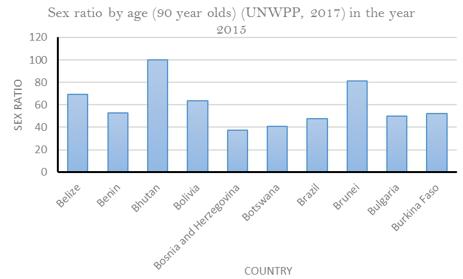 Sex ratio by age (90 year olds) (UNWPP, 2017) in the year
2015
120
100
80
60
40
20
0
SEX RATIO
Belize
Benin
Bhutan
Bolivia
Bosnia and Herzegovina
Botswana
Brazil
Brunei
Bulgaria
Burkina Faso
COUNTRY